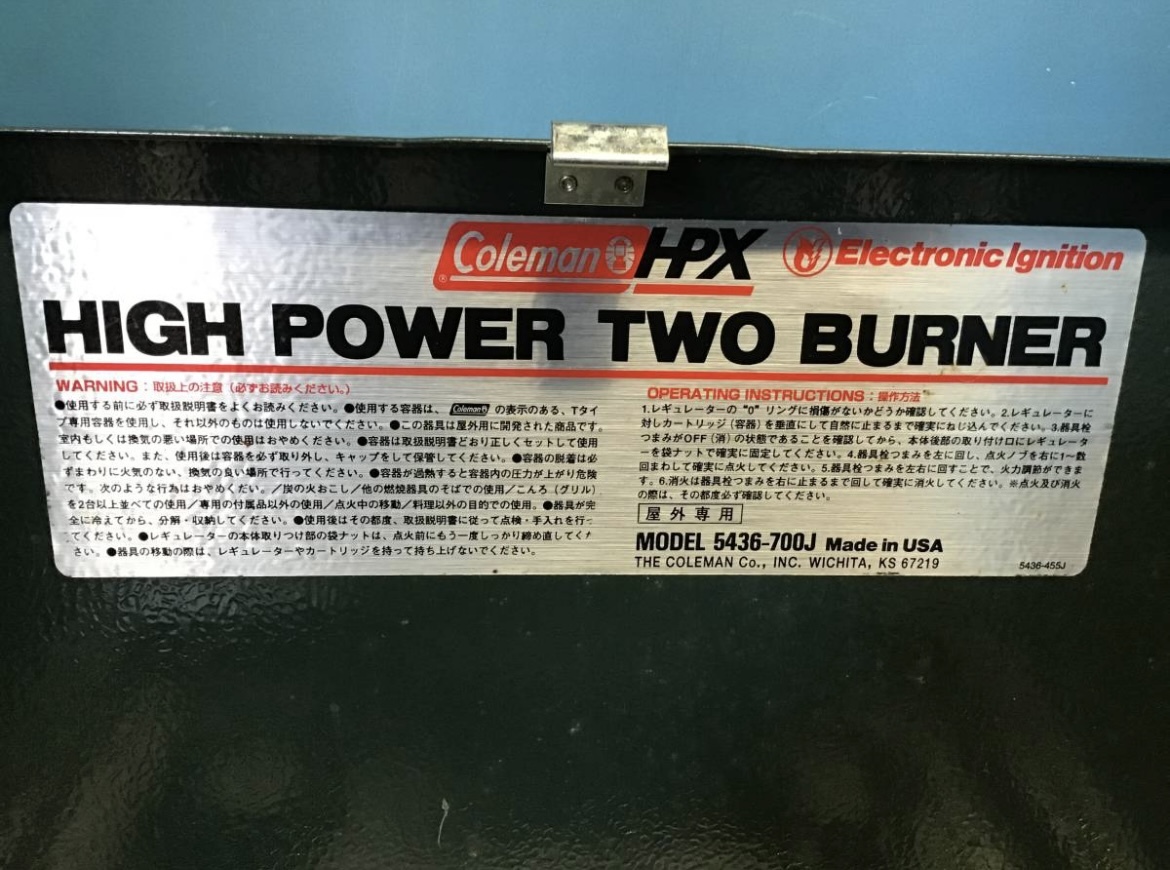 Coleman HPX Electronic Ignition
HIGH POWER TWO BURNER
WARNING：取扱上の注意（必ずお読みください。）
●使用する前に必ず取扱説明書をよくお読みください。●使用する容器は、Coleman の表示のある、Tタイ
プ専用容器を使用し、それ以外のものは使用しないでください。●この器具は屋外用に開発された商品です。
室内もしくは換気の悪い場所での使用はおやめください。●容器は取扱説明書どおり正しくセットして使用
してください。また、使用後は容器を必ず取り外し、キャップをして保管してください。●容器の脱着は必
ずまわりに火気のない、換気の良い場所で行ってください。●容器が過熱すると容器内の圧力が上がり危険
です。次のような行為はおやめくだい。／炭の火おこし／他の燃焼器具のそばでの使用／こんろ（グリル）
を2台以上並べての使用／専用の付属品以外の使用／点火中の移動／料理以外の目的での使用。●器具が完
全に冷えてから、分解・収納してください。●使用後はその都度、取扱説明書に従って点検・手入れを行っ
てください。●レギュレーターの本体取りつけ部の袋ナットは、点火前にもう一度しっかり締め直してくだ
さい。●器具の移動の際は、レギュレーターやカートリッジを持って持ち上げないでください。
OPERATING INSTRUCTIONS：操作方法
1.レギュレーターの "0" リングに損傷がないかどうか確認してください。2.レギュレーターに
対しカートリッジ（容器）を垂直にして自然に止まるまで確実にねじ込んでください。3.器具栓
つまみがOFF（消）の状態であることを確認してから、本体後部の取り付け口にレギュレータ
ーを袋ナットで確実に固定してください。4.器具栓つまみを左に回し、点火ノブを右に1〜数
回まわして確実に点火してください。5.器具栓つまみを左右に回すことで、火力調節ができま
す。6.消火は器具栓つまみを右に止まるまで回して確実に消火してください。※点火及び消火
の際は、その都度必ず確認してください。
屋外専用
MODEL 5436-700J Made in USA
THE COLEMAN Co., INC. WICHITA, KS 67219
5436-455J